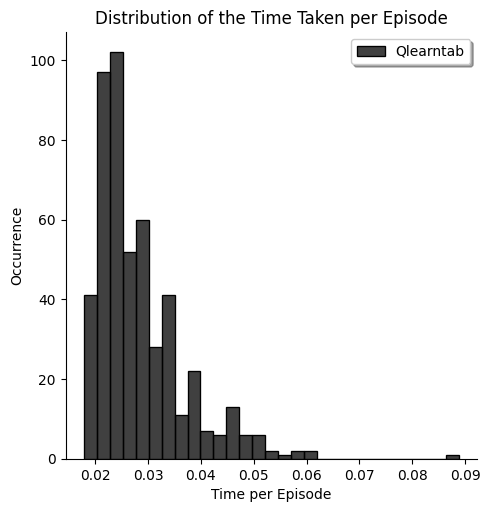 Distribution of the Time Taken per Episode
Qlearntab
100
80
60
40
20
0
Occurrence
0.02 0.03 0.04 0.05 0.06 0.07 0.08 0.09
Time per Episode